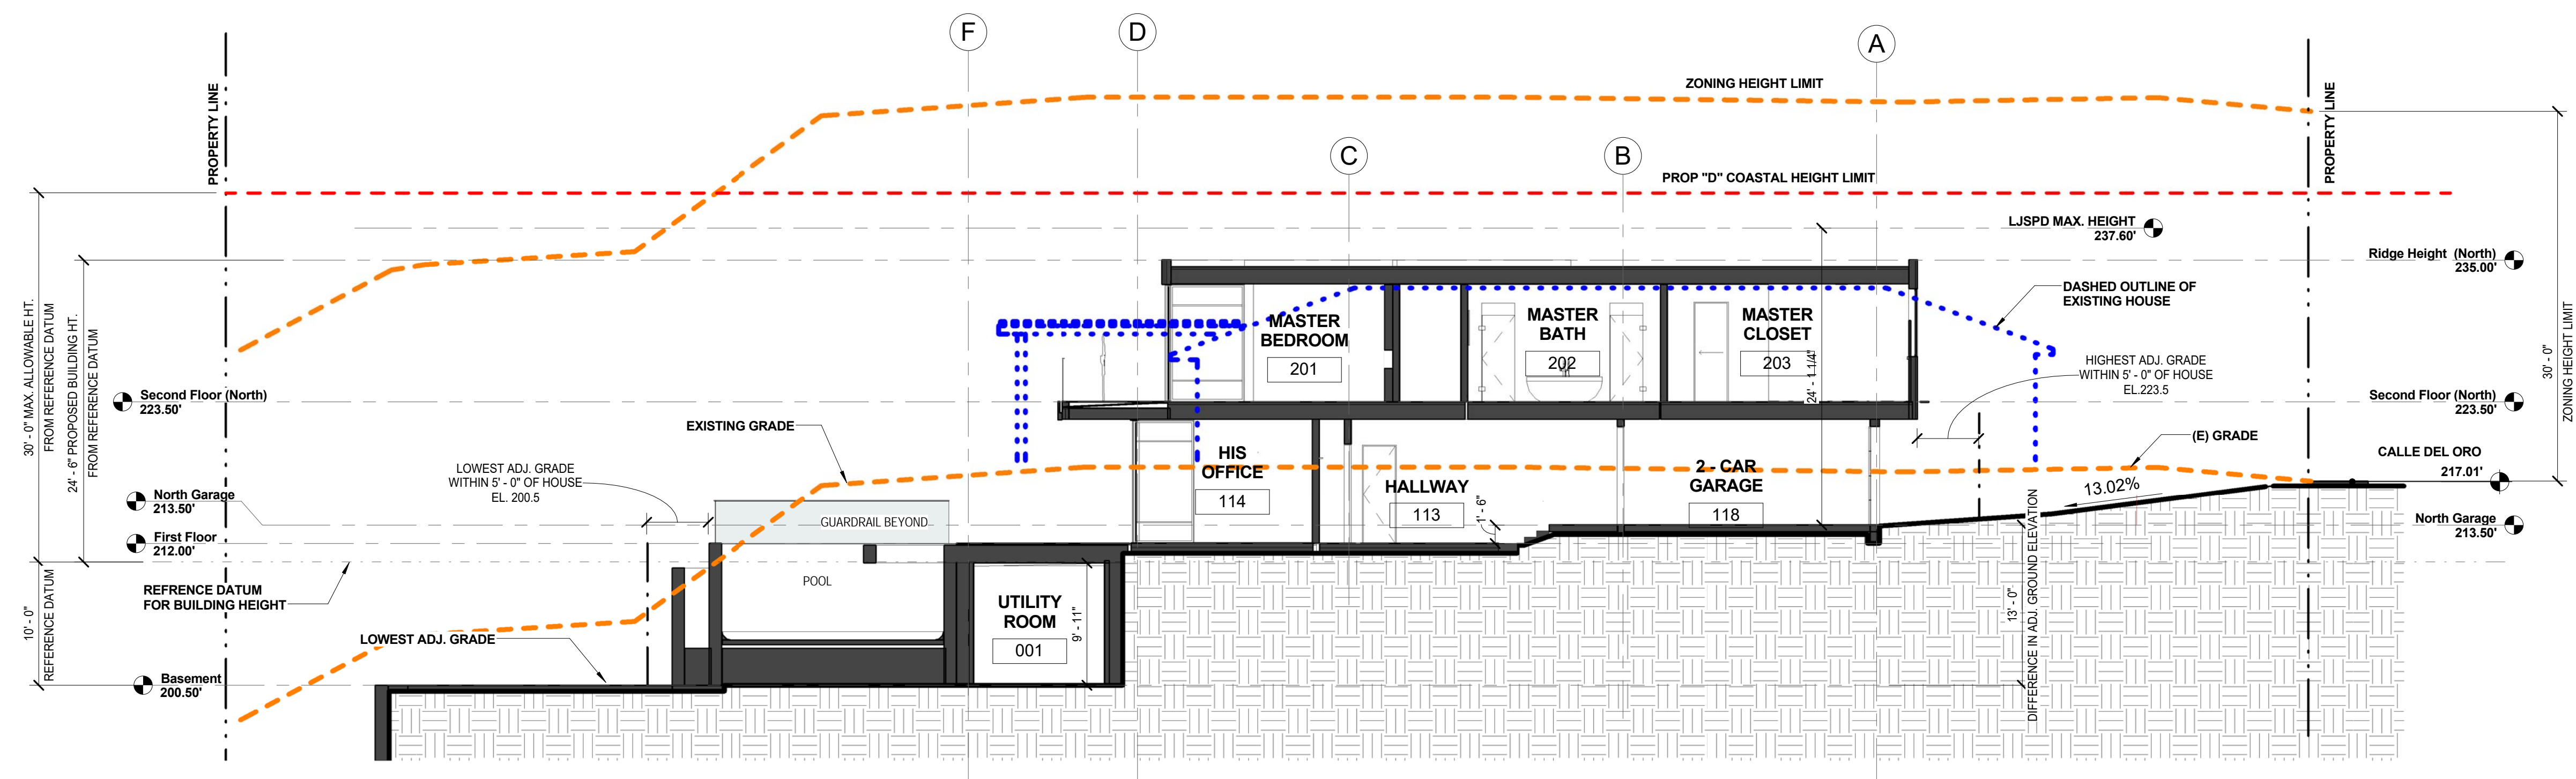 F
D
A
ZONING HEIGHT LIMIT
PROPERTY LINE
PROPERTY LINE
C
B
PROP "D" COASTAL HEIGHT LIMIT
LJSPD MAX. HEIGHT
237.60'
Ridge Height (North)
235.00'
DASHED OUTLINE OF
EXISTING HOUSE
30' - 0" MAX. ALLOWABLE HT.
FROM REFERENCE DATUM
24' - 6" PROPOSED BUILDING HT.
FROM REFERENCE DATUM
MASTER
BEDROOM
201
MASTER
BATH
202
MASTER
CLOSET
203
24' - 1 1/4"
HIGHEST ADJ. GRADE
WITHIN 5' - 0" OF HOUSE
EL.223.5
30' - 0"
ZONING HEIGHT LIMIT
Second Floor (North)
223.50'
Second Floor (North)
223.50'
EXISTING GRADE
(E) GRADE
LOWEST ADJ. GRADE
WITHIN 5' - 0" OF HOUSE
EL. 200.5
HIS
OFFICE
114
HALLWAY
113
1' - 6"
2 - CAR
GARAGE
118
CALLE DEL ORO
217.01'
13.02%
North Garage
213.50'
GUARDRAIL BEYOND
North Garage
213.50'
First Floor
212.00'
REFRENCE DATUM
FOR BUILDING HEIGHT
POOL
UTILITY
ROOM
001
9' - 11"
13' - 0"
DIFFERENCE IN ADJ. GROUND ELEVATION
10' - 0"
REFERENCE DATUM
LOWEST ADJ. GRADE
Basement
200.50'